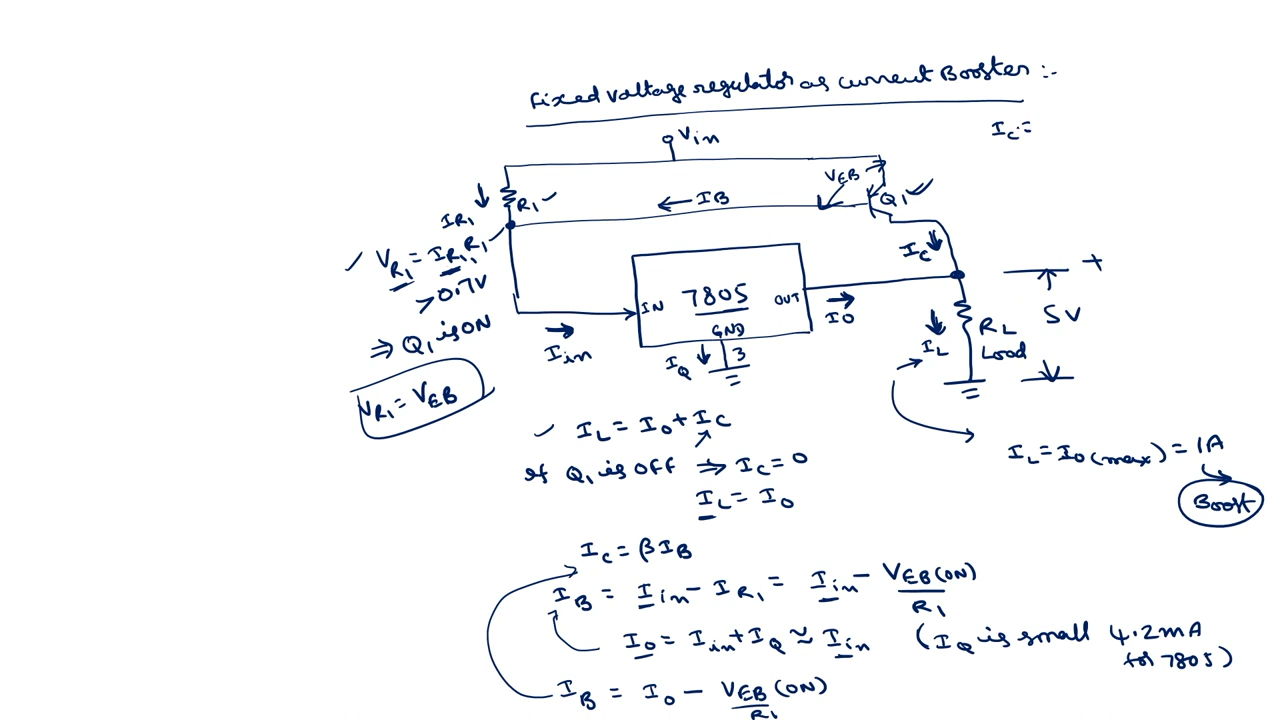 Fixed voltage regulator as current Booster :-
IC =
Vin
VEB
R1
IB
Q1
IR1
R1
VR1 = IR1 R1
> 0.7V
⇒ Q1 is ON
VR1 = VEB
IC
IN
7805
OUT
GND
Iin
IO
IQ
3
IL
RL
Load
+
5V
IL = IO + IC
If Q1 is OFF ⇒ IC = 0
IL = IO
IL = IO(max) = 1A
Boost
IC = βIB
IB = Iin - IR1 = Iin - VEB(ON)/R1
IO = Iin + IQ ≈ Iin (IQ is small 4.2mA
for 7805)
IB = IO - VEB(ON)/R1